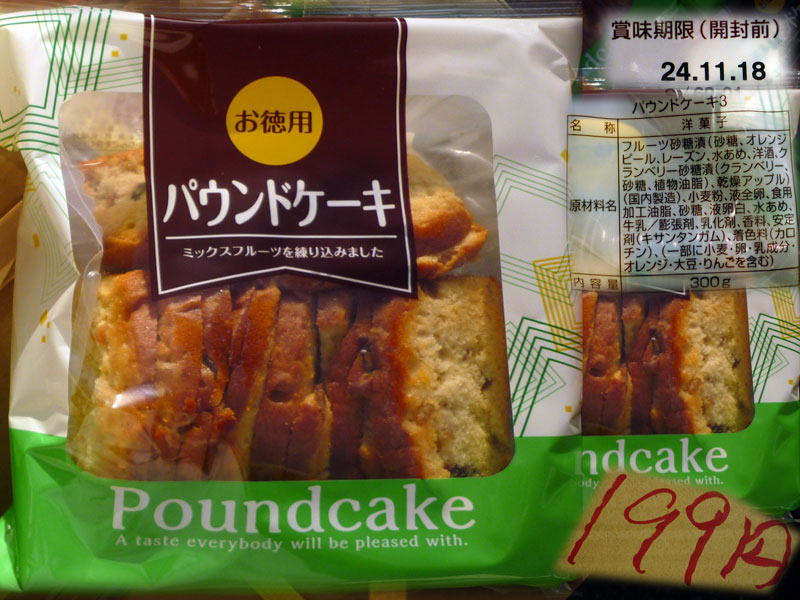 お徳用
パウンドケーキ
ミックスフルーツを練り込みました
Poundcake
A taste everybody will be pleased with.
賞味期限(開封前)
24.11.18
パウンドケーキ3
名 称 洋菓子
原材料名 フルーツ砂糖漬(砂糖、オレンジ
ピール、レーズン、水あめ、洋酒、ク
ランベリー砂糖漬(クランベリー、
砂糖、植物油脂)、乾燥アップル)
(国内製造)、小麦粉、液全卵、食用
加工油脂、砂糖、液卵白、水あめ、
牛乳/膨張剤、乳化剤、香料、安定
剤(キサンタンガム)、着色料(カロ
チン)、(一部に小麦・卵・乳成分・
オレンジ・大豆・りんごを含む)
内容量 300g
ndcake
body will be pleased with.
199円